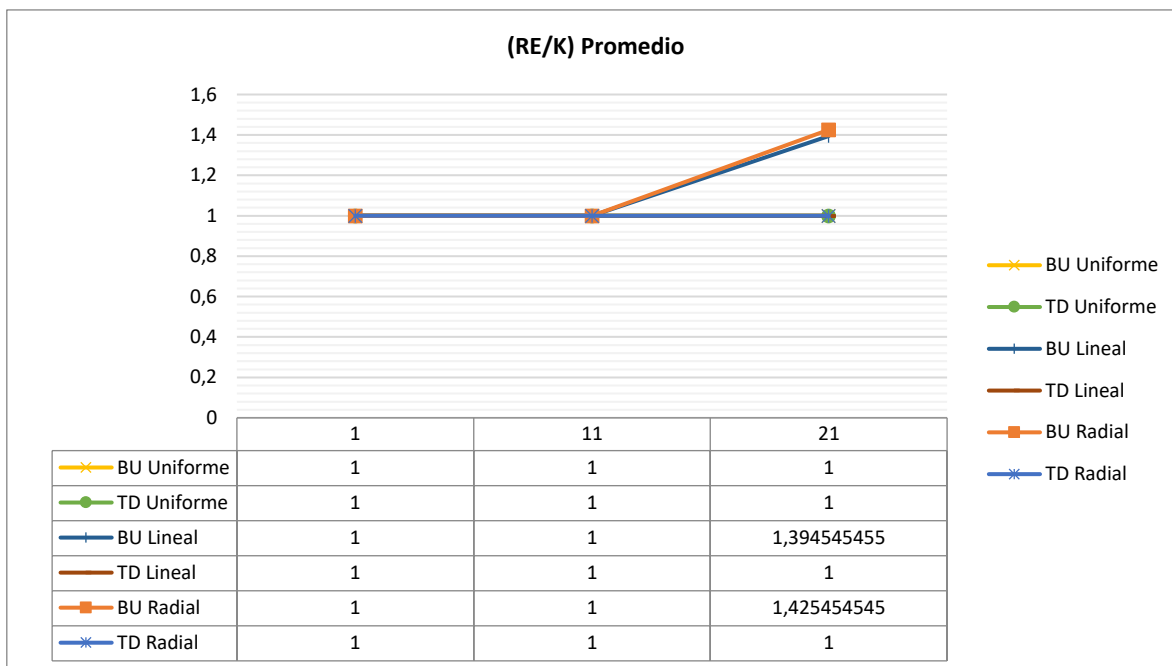 (RE/K) Promedio
1,6
1,4
1,2
1
0,8
0,6
0,4
0,2
0
1 11 21
BU Uniforme 1 1 1
TD Uniforme 1 1 1
BU Lineal 1 1 1,394545455
TD Lineal 1 1 1
BU Radial 1 1 1,425454545
TD Radial 1 1 1
BU Uniforme
TD Uniforme
BU Lineal
TD Lineal
BU Radial
TD Radial